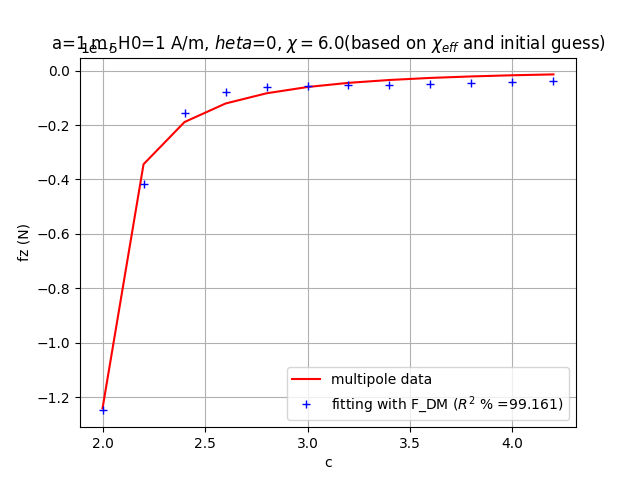 a=1 m, H0=1 A/m, heta=0, χ = 6.0(based on χeff and initial guess)
1e−5
0.0
−0.2
−0.4
−0.6
−0.8
−1.0
−1.2
fz (N)
multipole data
fitting with F_DM (R² % =99.161)
2.0 2.5 3.0 3.5 4.0
c